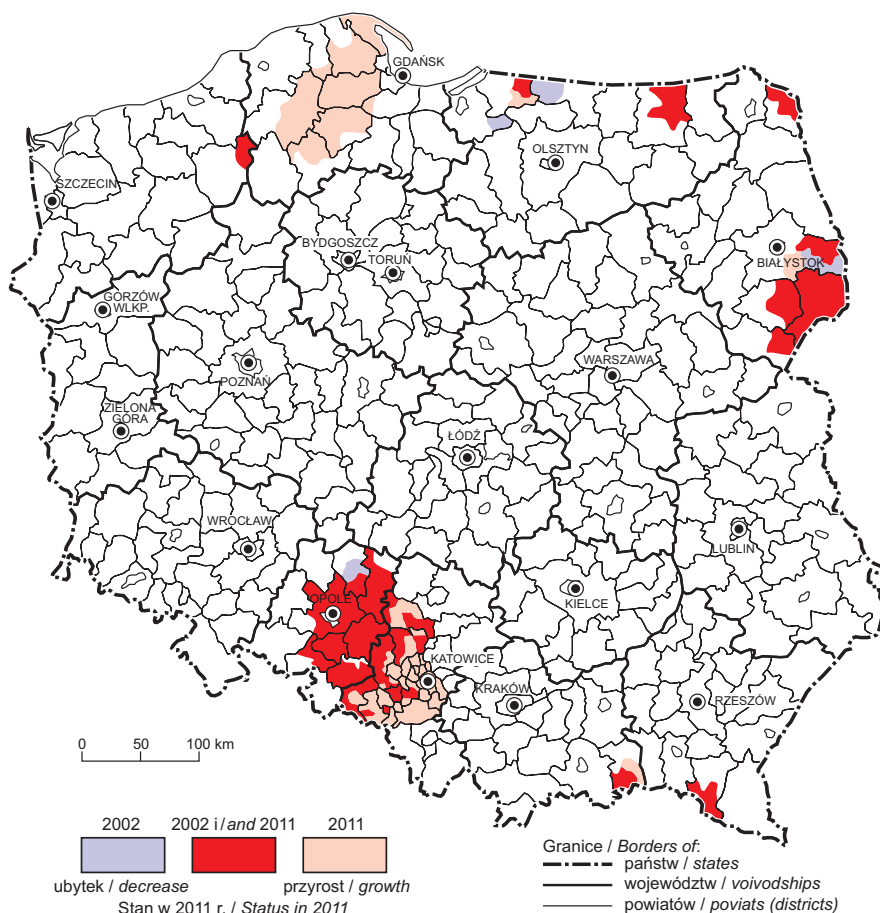 GDAŃSK
OLSZTYN
SZCZECIN
BYDGOSZCZ
TORUŃ
BIAŁYSTOK
GORZÓW
WLKP.
WARSZAWA
POZNAŃ
ZIELONA
GÓRA
ŁÓDŹ
WROCŁAW
LUBLIN
OPOLE
KIELCE
KATOWICE
KRAKÓW
RZESZÓW
0 50 100 km
2002 2002 i/and 2011 2011
ubytek / decrease przyrost / growth
Stan w 2011 r. / Status in 2011
Granice / Borders of:
państw / states
województw / voivodships
powiatów / poviats (districts)